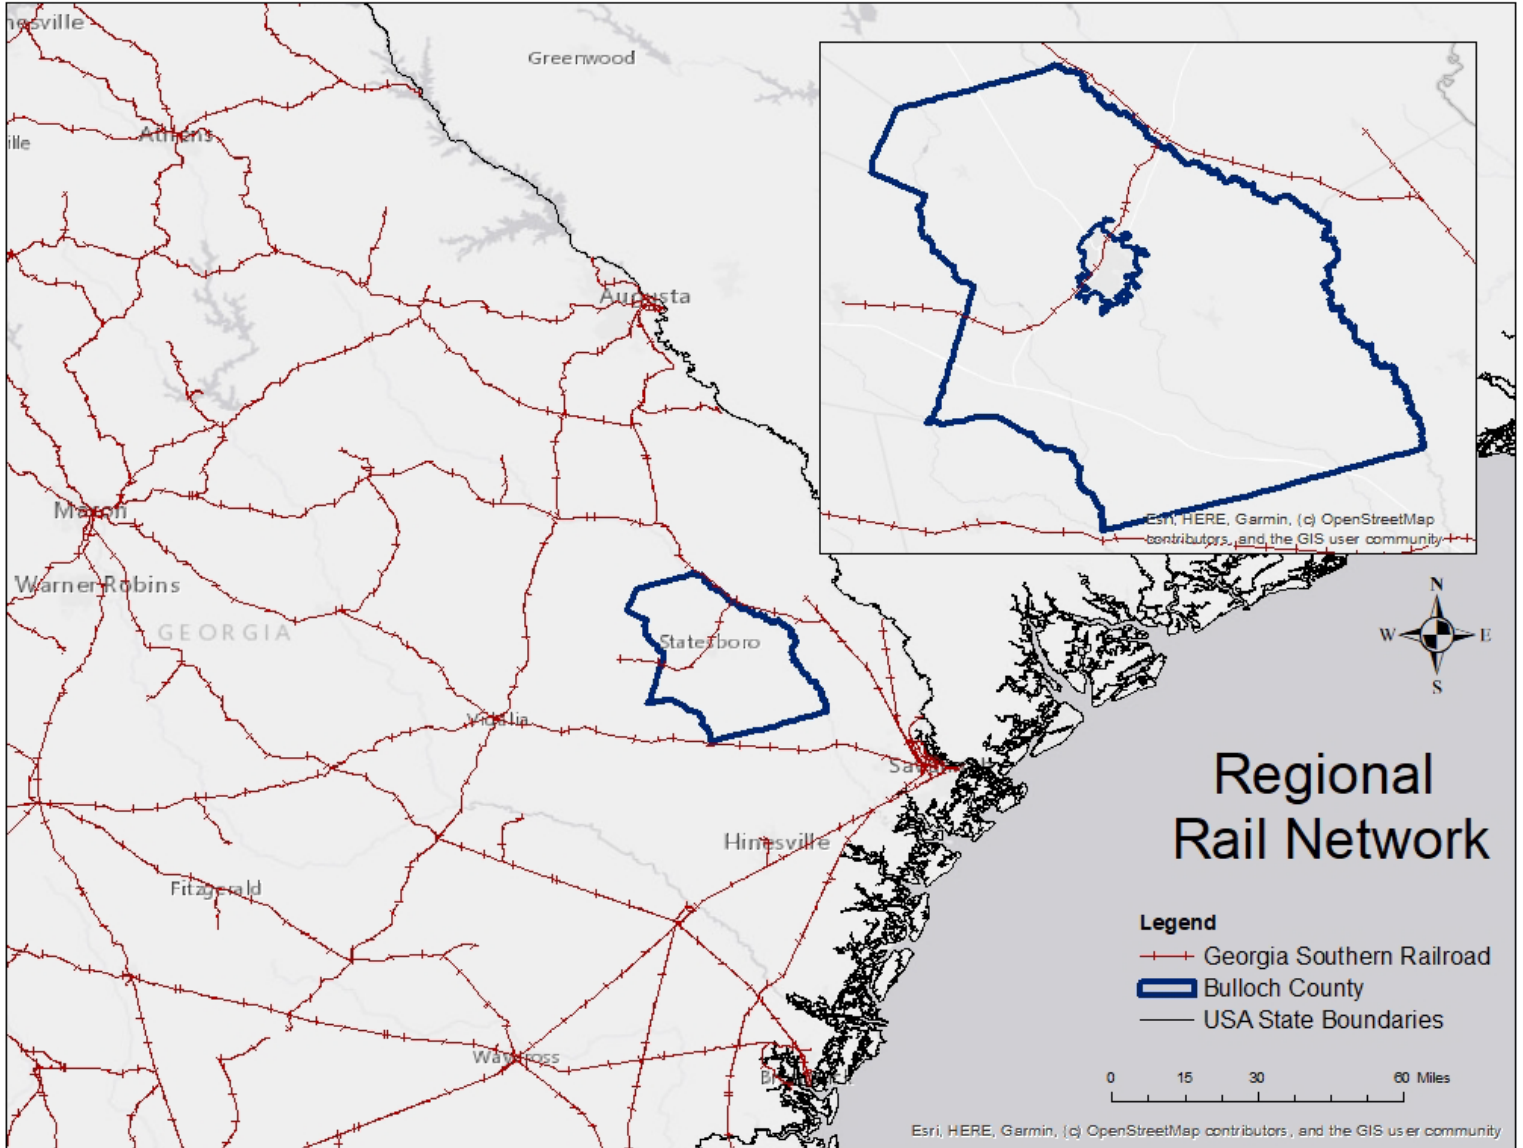 nesville
Greenwood
Athens
ille
Augusta
Macon
Warner Robins
GEORGIA
Statesboro
Vidalia
Hinesville
Fitzgerald
Waycross
Esri, HERE, Garmin, (c) OpenStreetMap
contributors, and the GIS user community
N
W E
S
Regional
Rail Network
Legend
Georgia Southern Railroad
Bulloch County
USA State Boundaries
0 15 30 60 Miles
Esri, HERE, Garmin, (c) OpenStreetMap contributors, and the GIS user community